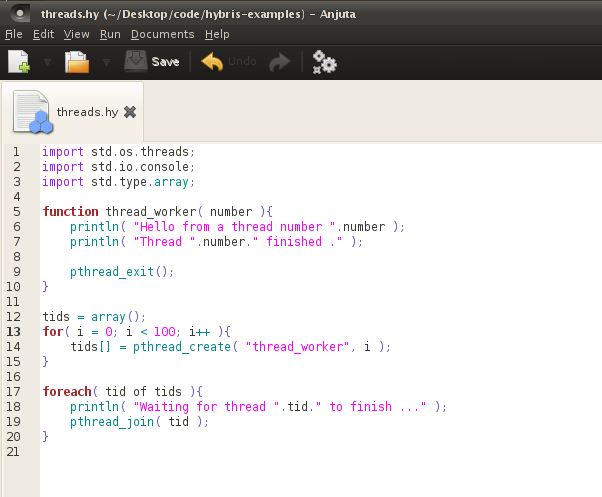 threads.hy (~/Desktop/code/hybris-examples) - Anjuta
File Edit View Run Documents Help
Save Undo
threads.hy
1 import std.os.threads;
2 import std.io.console;
3 import std.type.array;
4
5 function thread_worker( number ){
6 println( "Hello from a thread number ".number );
7 println( "Thread ".number." finished ." );
8
9 pthread_exit();
10 }
11
12 tids = array();
13 for( i = 0; i < 100; i++ ){
14 tids[] = pthread_create( "thread_worker", i );
15 }
16
17 foreach( tid of tids ){
18 println( "Waiting for thread ".tid." to finish ..." );
19 pthread_join( tid );
20 }
21